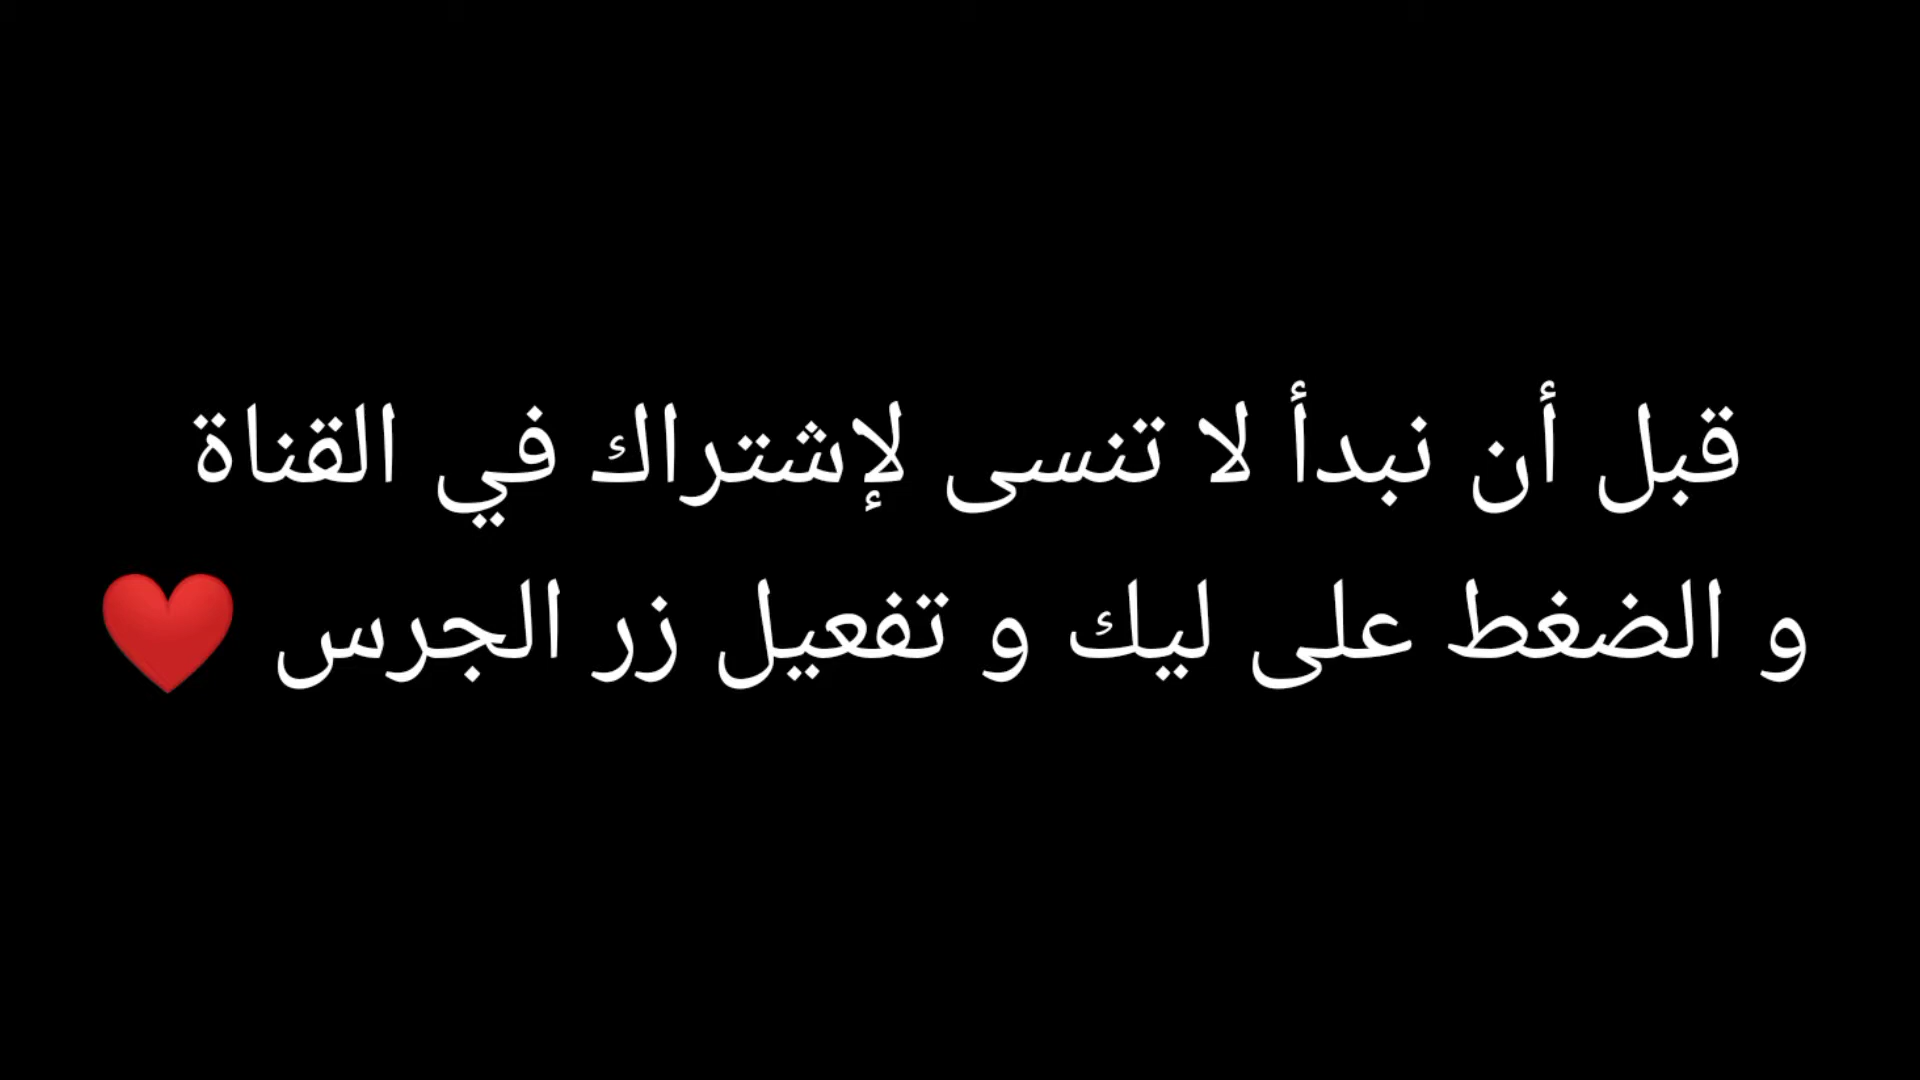 قبل أن نبدأ لا تنسى لإشتراك في القناة
و الضغط على ليك و تفعيل زر الجرس ❤️